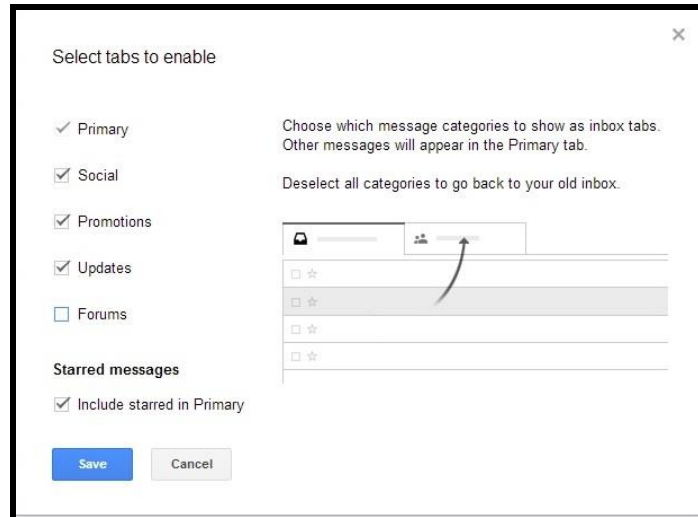 Select tabs to enable
Primary
Social
Promotions
Updates
Forums
Choose which message categories to show as inbox tabs.
Other messages will appear in the Primary tab.
Deselect all categories to go back to your old inbox.
Starred messages
Include starred in Primary
Save
Cancel